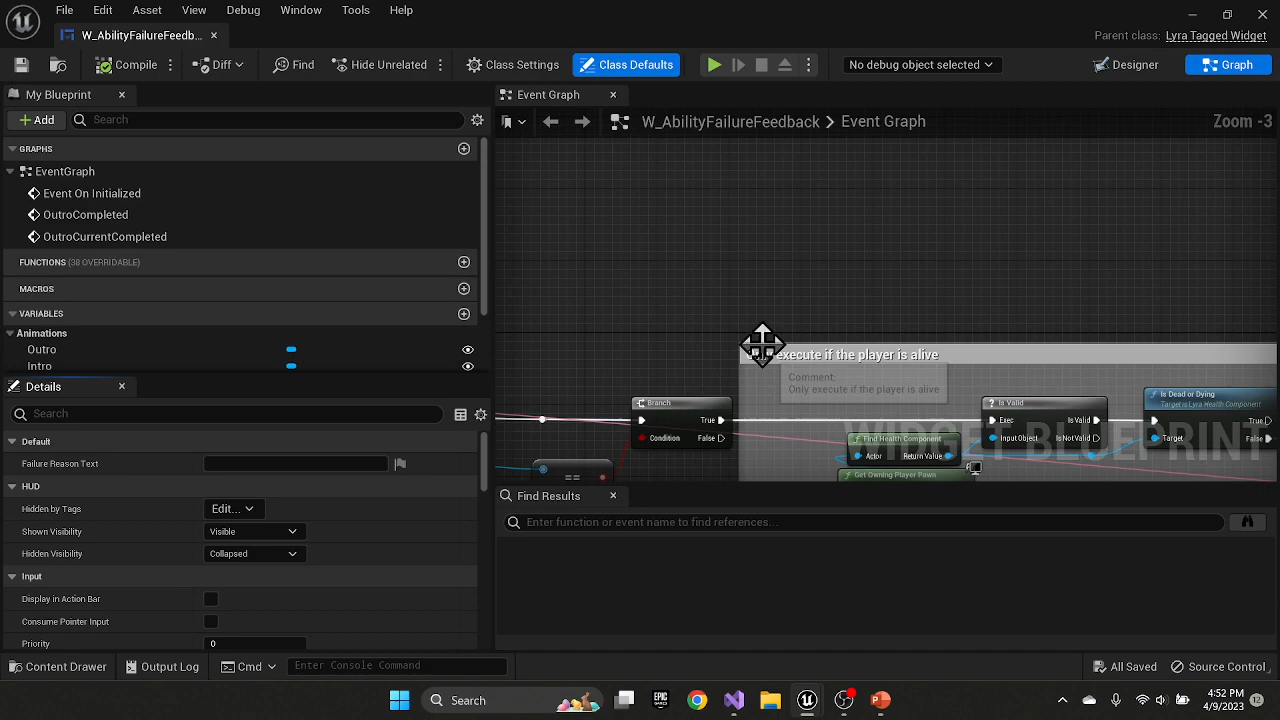 File Edit Asset View Debug Window Tools Help
W_AbilityFailureFeedb...
Parent class: Lyra Tagged Widget
Compile Diff Find Hide Unrelated Class Settings Class Defaults No debug object selected Designer Graph
My Blueprint
Event Graph
Add Search
W_AbilityFailureFeedback > Event Graph Zoom -3
GRAPHS
EventGraph
Event On Initialized
OutroCompleted
OutroCurrentCompleted
FUNCTIONS (38 OVERRIDABLE)
MACROS
VARIABLES
Animations
Outro
Intro
execute if the player is alive
Comment:
Only execute if the player is alive
Branch
True
Condition False
==
Is Valid
Exec Is Valid
Input Object Is Not Valid
Is Dead or Dying
Target is Lyra Health Component
True
Target False
Find Health Component
Actor Return Value
Get Owning Player Pawn
WIDGET BLUEPRINT
Details
Search
Default
Failure Reason Text
HUD
Hidden by Tags Edit...
Shown Visibility Visible
Hidden Visibility Collapsed
Input
Display in Action Bar
Consume Pointer Input
Priority 0
Find Results
Enter function or event name to find references...
Content Drawer Output Log Cmd Enter Console Command All Saved Source Control
Search
EPIC GAMES
4:52 PM
4/9/2023
12